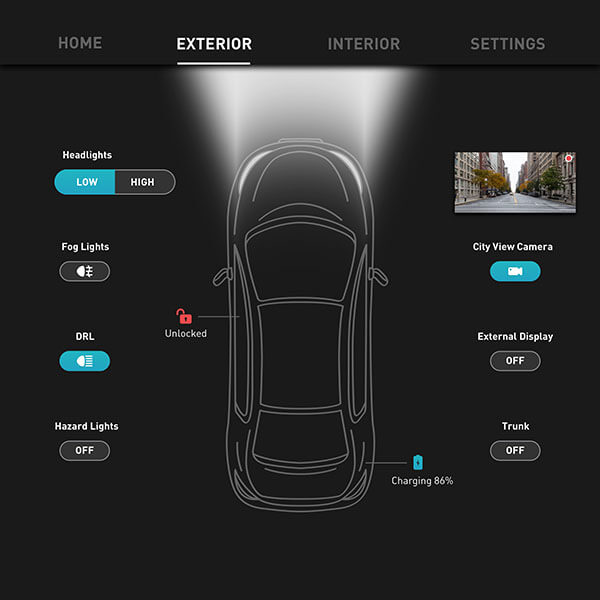 HOME
EXTERIOR
INTERIOR
SETTINGS
Headlights
LOW
HIGH
Fog Lights
City View Camera
Unlocked
DRL
External Display
OFF
Hazard Lights
OFF
Trunk
OFF
Charging 86%